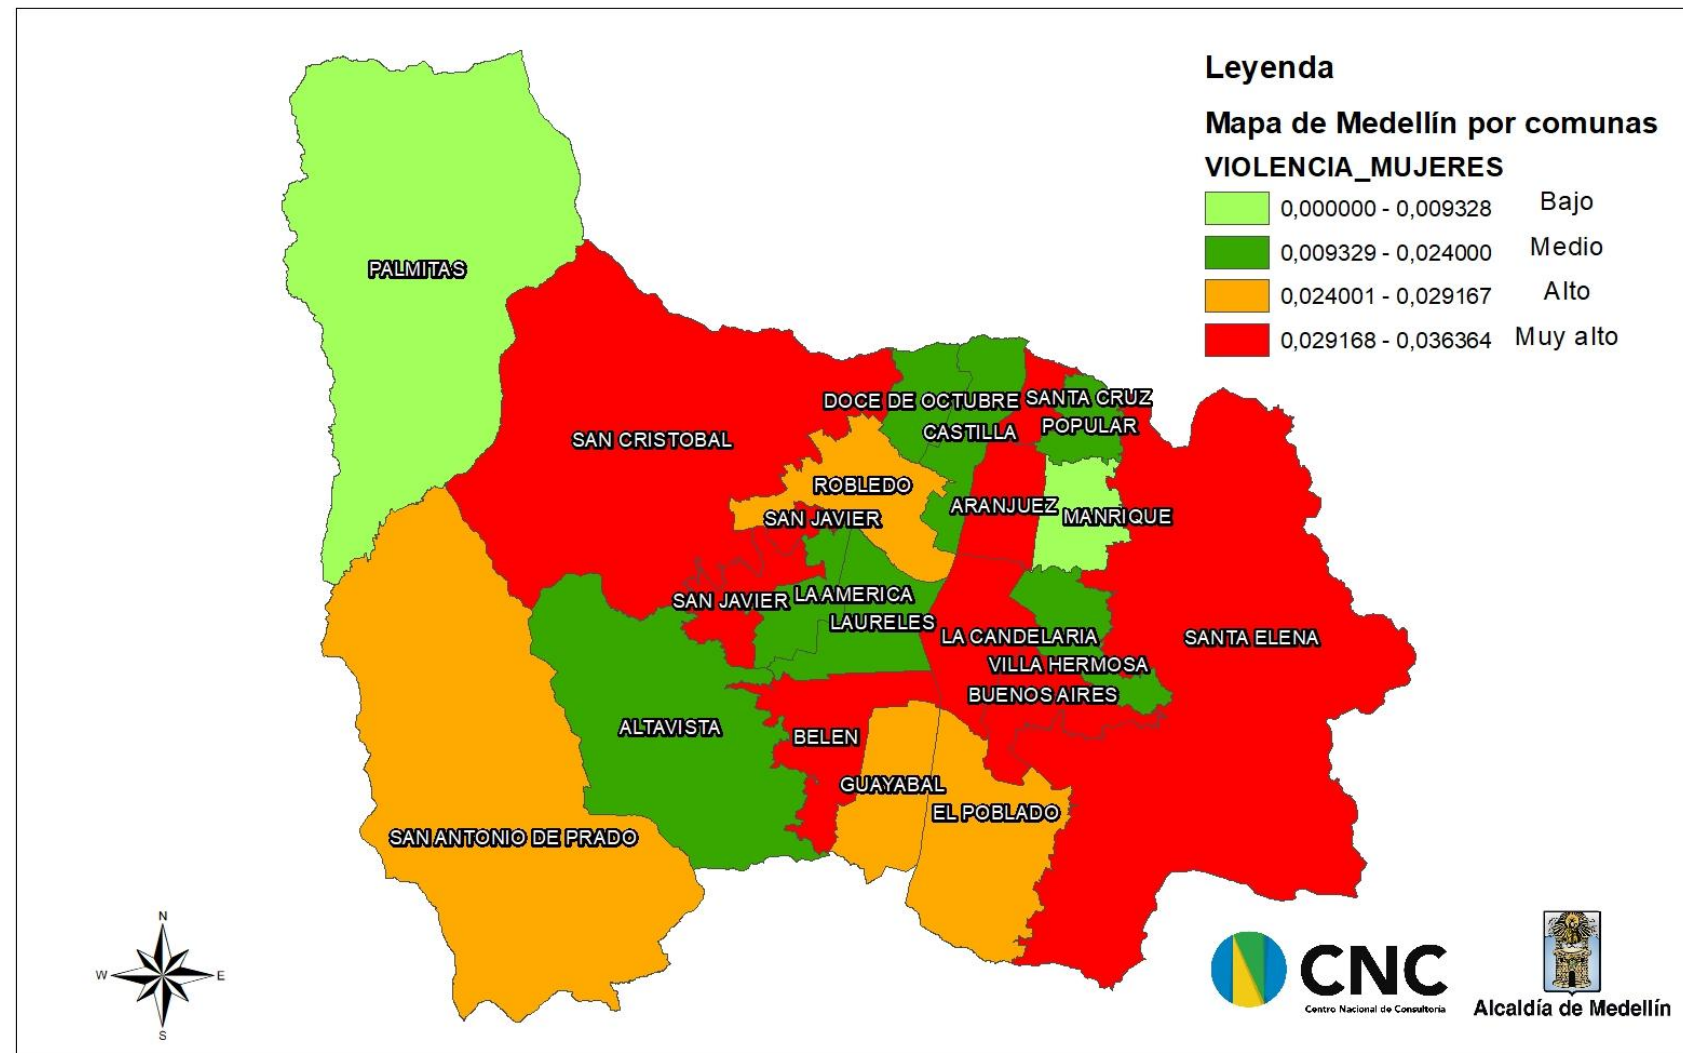 Leyenda
Mapa de Medellín por comunas
VIOLENCIA_MUJERES
0,000000 - 0,009328 Bajo
0,009329 - 0,024000 Medio
0,024001 - 0,029167 Alto
0,029168 - 0,036364 Muy alto
PALMITAS
SAN CRISTOBAL
DOCE DE OCTUBRE
SANTA CRUZ
CASTILLA
POPULAR
ROBLEDO
SAN JAVIER
ARANJUEZ
MANRIQUE
SAN JAVIER
LA AMERICA
LAURELES
LA CANDELARIA
SANTA ELENA
VILLA HERMOSA
BUENOS AIRES
ALTAVISTA
BELEN
GUAYABAL
EL POBLADO
SAN ANTONIO DE PRADO
N
W
E
S
CNC
Centro Nacional de Consultoría
Alcaldía de Medellín